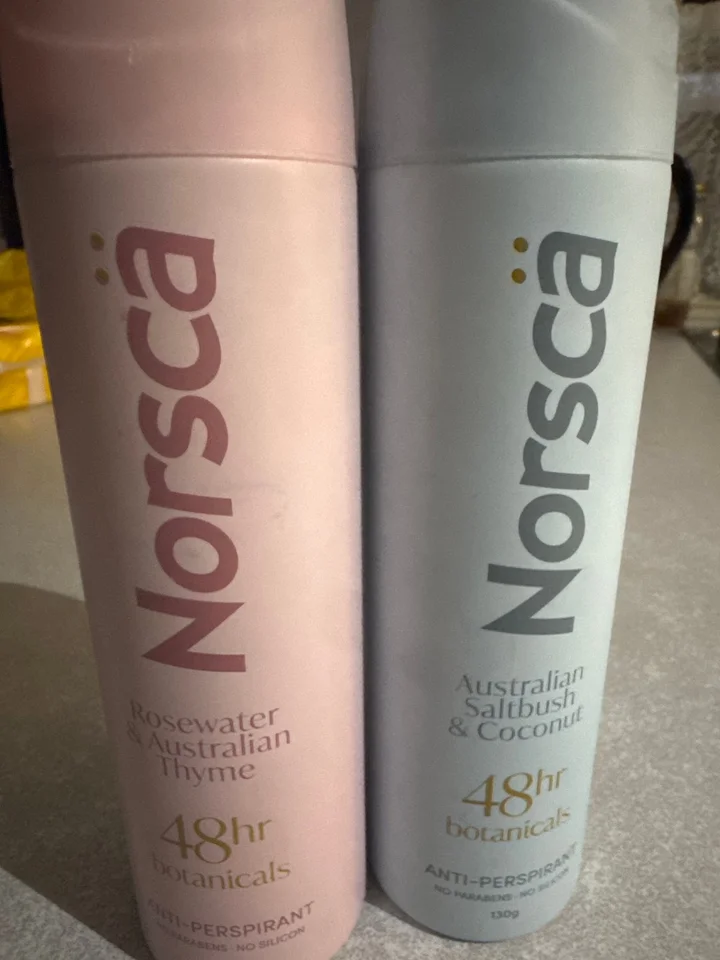 Norscä
Rosewater
& Australian
Thyme
48hr
botanicals
ANTI-PERSPIRANT
NO PARABENS · NO SILICON
Norscä
Australian
Saltbush
& Coconut
48hr
botanicals
ANTI-PERSPIRANT
NO PARABENS · NO SILICON
130g